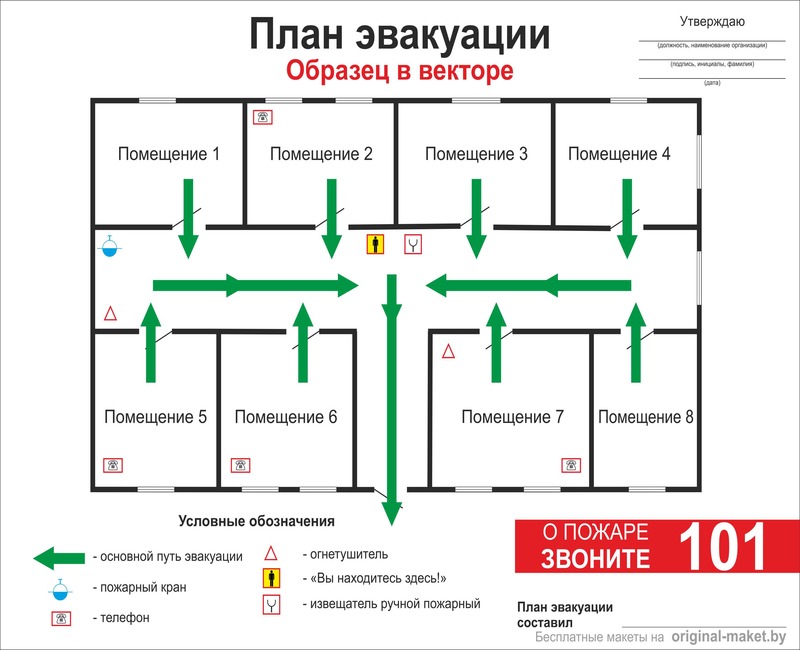 План эвакуации
Образец в векторе
Утверждаю
(должность, наименование организации)
(подпись, инициалы, фамилия)
(дата)
Помещение 1
Помещение 2
Помещение 3
Помещение 4
Помещение 5
Помещение 6
Помещение 7
Помещение 8
Условные обозначения
- основной путь эвакуации
- пожарный кран
- телефон
- огнетушитель
- «Вы находитесь здесь!»
- извещатель ручной пожарный
О ПОЖАРЕ
ЗВОНИТЕ
101
План эвакуации
составил
Бесплатные макеты на original-maket.by